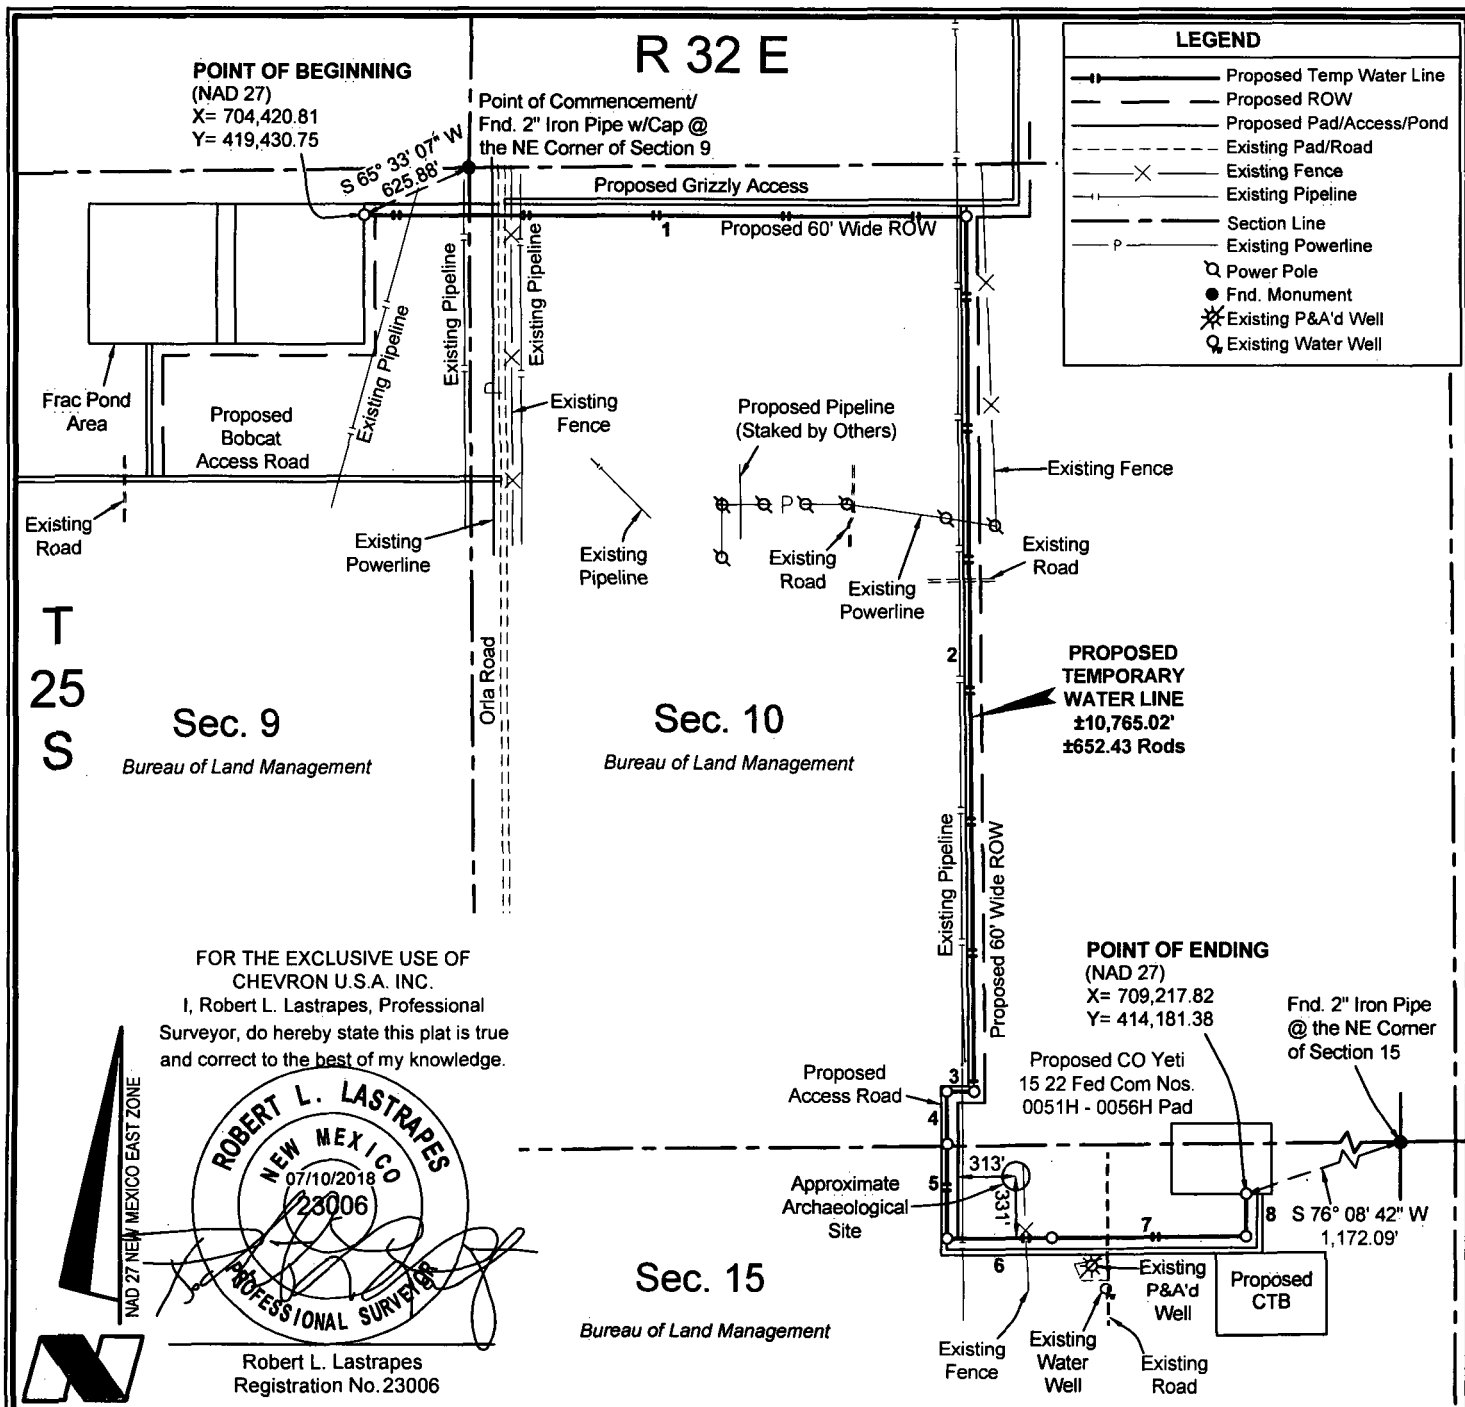 R 32 E
POINT OF BEGINNING
(NAD 27)
X= 704,420.81
Y= 419,430.75
S 65° 33' 07" W
625.88'
Point of Commencement/
Fnd. 2" Iron Pipe w/Cap @
the NE Corner of Section 9
LEGEND
Proposed Temp Water Line
Proposed ROW
Proposed Pad/Access/Pond
Existing Pad/Road
Existing Fence
Existing Pipeline
Section Line
P Existing Powerline
Power Pole
Fnd. Monument
Existing P&A'd Well
Existing Water Well
Proposed Grizzly Access
1
Proposed 60' Wide ROW
Existing Pipeline
Existing Pipeline
Existing Pipeline
Frac Pond
Area
Proposed
Bobcat
Access Road
Existing
Fence
Proposed Pipeline
(Staked by Others)
Existing Fence
P
P
Existing
Road
Existing
Powerline
Existing
Pipeline
Existing
Road
Existing
Powerline
Existing
Road
T
25
S
Orla Road
2
PROPOSED
TEMPORARY
WATER LINE
±10,765.02'
±652.43 Rods
Sec. 9
Bureau of Land Management
Sec. 10
Bureau of Land Management
Existing Pipeline
Proposed 60' Wide ROW
FOR THE EXCLUSIVE USE OF
CHEVRON U.S.A. INC.
I, Robert L. Lastrapes, Professional
Surveyor, do hereby state this plat is true
and correct to the best of my knowledge.
POINT OF ENDING
(NAD 27)
X= 709,217.82
Y= 414,181.38
Fnd. 2" Iron Pipe
@ the NE Corner
of Section 15
Proposed CO Yeti
15 22 Fed Com Nos.
0051H - 0056H Pad
Proposed
Access Road
3
4
5
313'
331'
Approximate
Archaeological
Site
6
7
8
S 76° 08' 42" W
1,172.09'
NAD 27 NEW MEXICO EAST ZONE
ROBERT L. LASTRAPES
NEW MEXICO
07/10/2018
23006
PROFESSIONAL SURVEYOR
Sec. 15
Bureau of Land Management
Existing
P&A'd
Well
Proposed
CTB
Existing
Fence
Existing
Water
Well
Existing
Road
Robert L. Lastrapes
Registration No. 23006